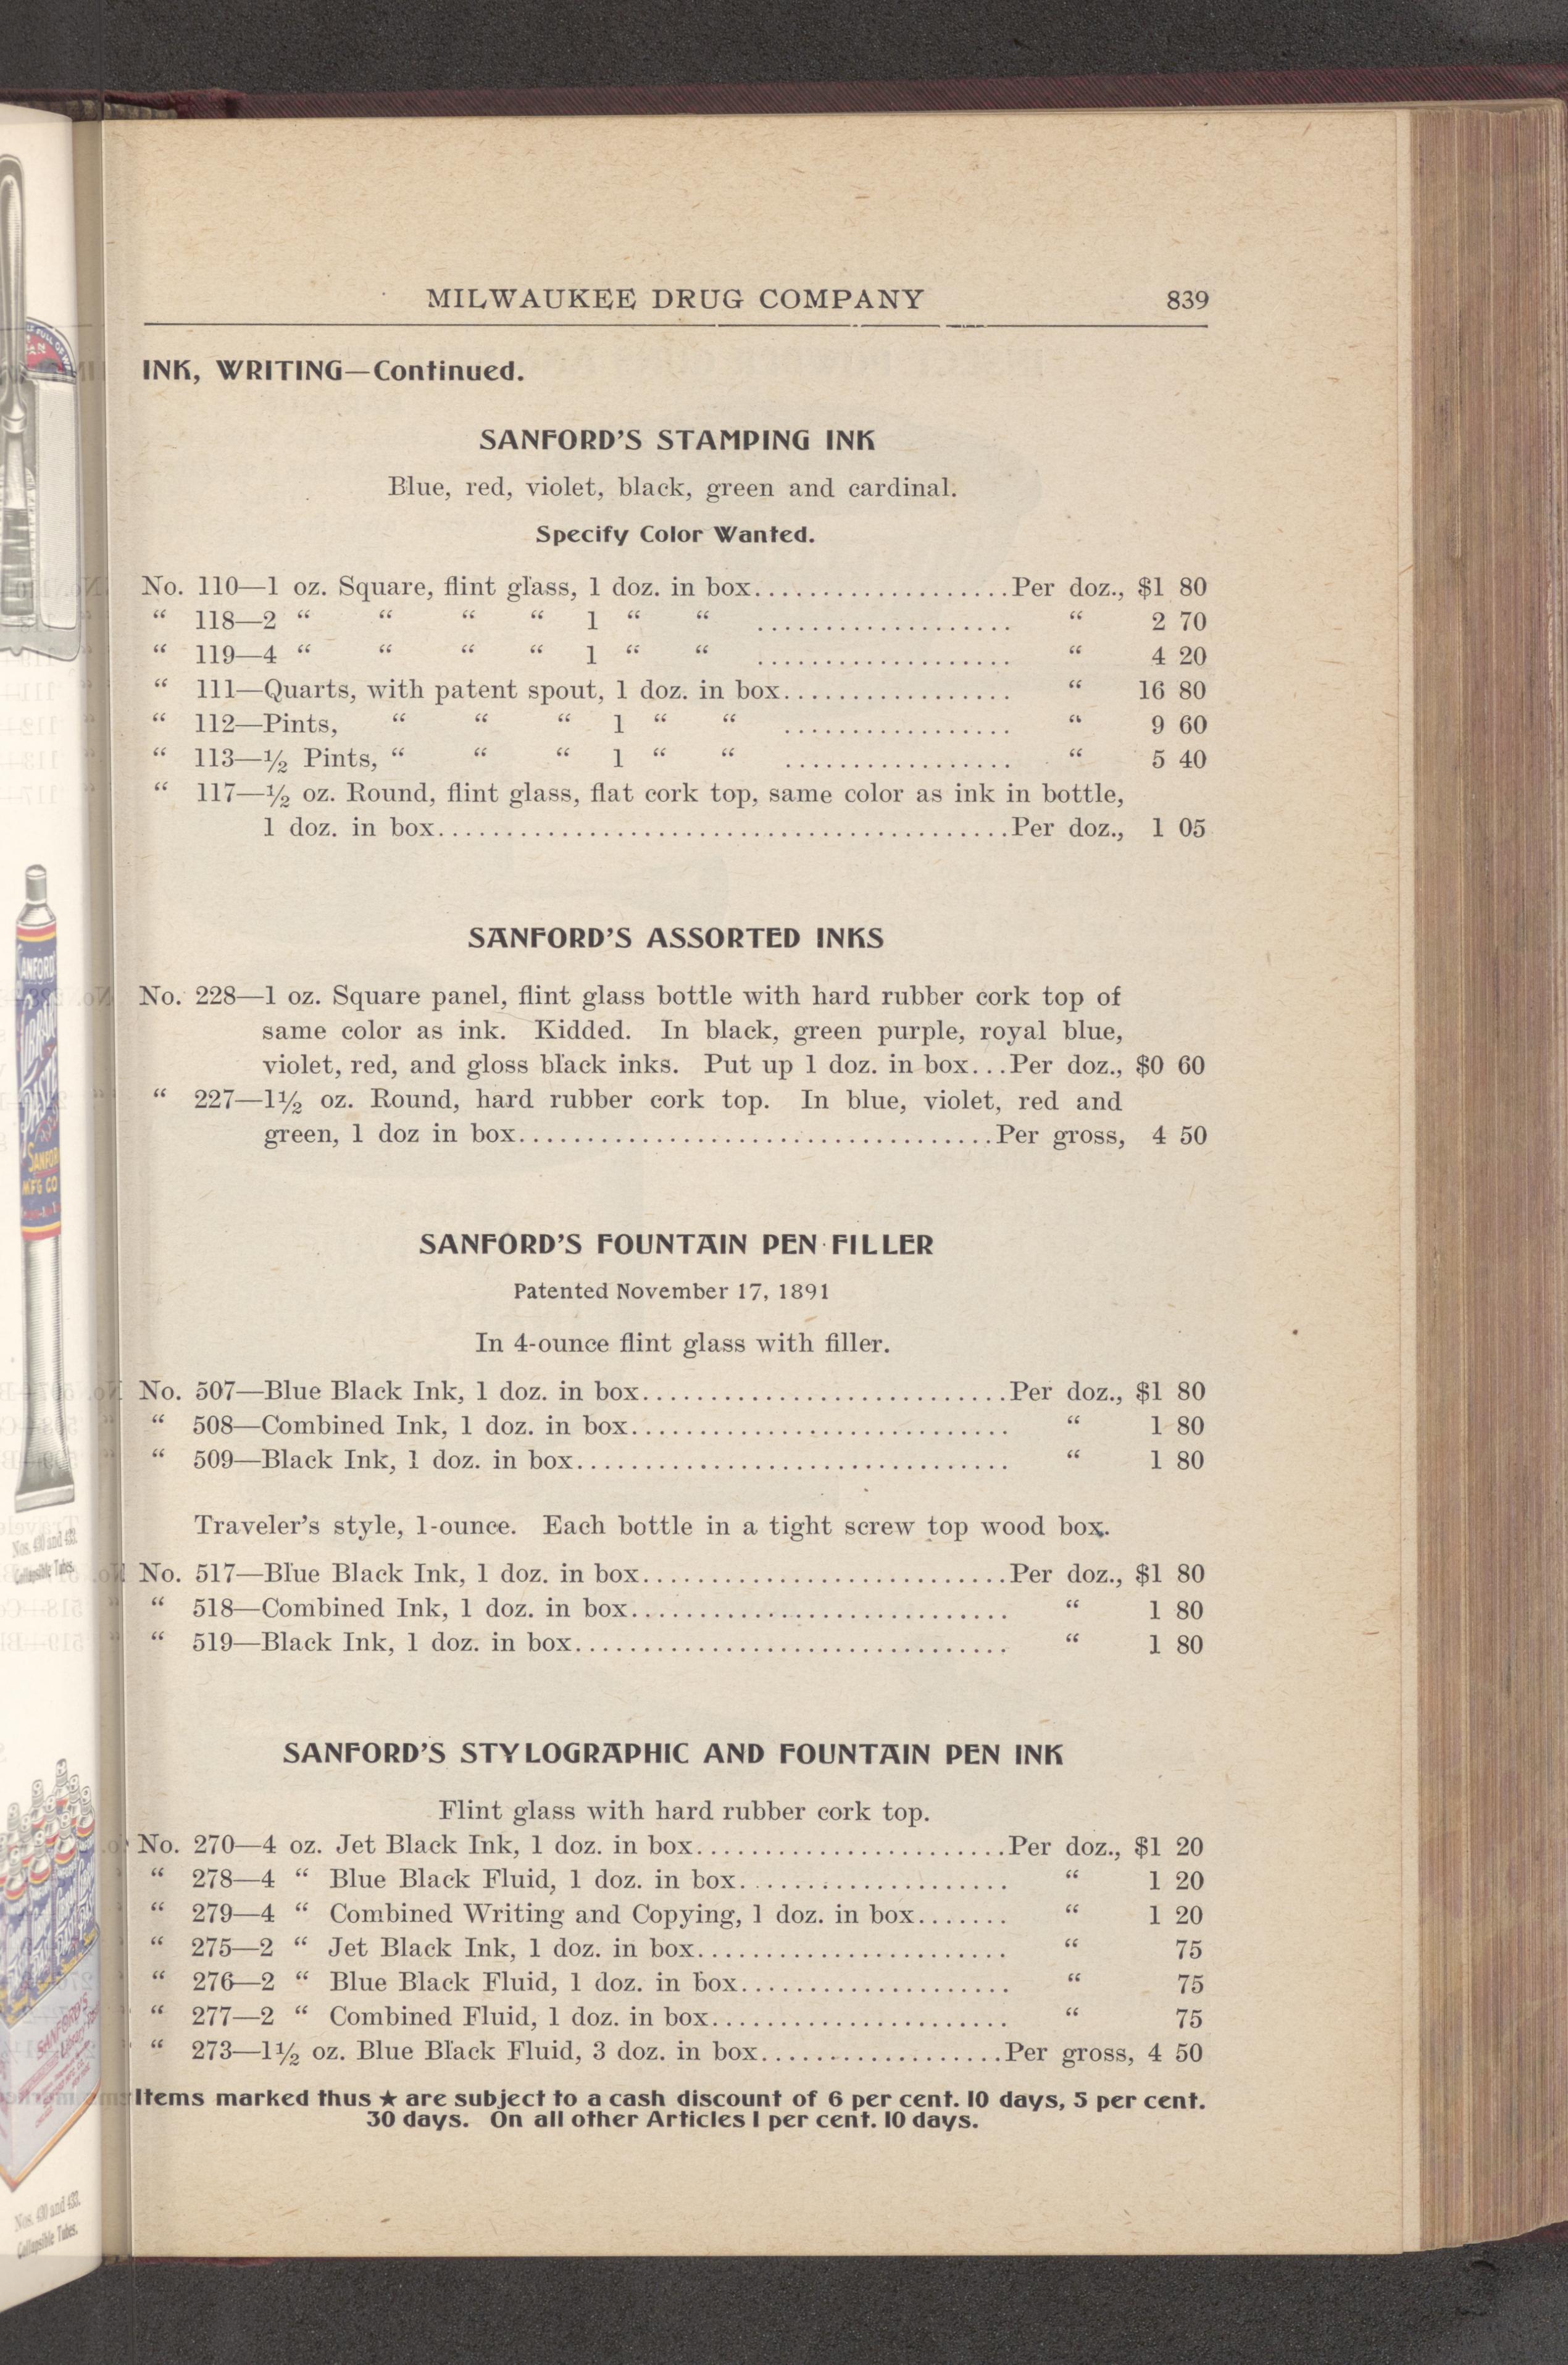 MILWAUKEE DRUG COMPANY 839
INK, WRITING—Continued.
SANFORD'S STAMPING INK
Blue, red, violet, black, green and cardinal.
Specify Color Wanted.
No. 110—1 oz. Square, flint glass, 1 doz. in box...................Per doz., $1 80
“ 118—2 “ “ “ “ 1 “ “ ................... “ 2 70
“ 119—4 “ “ “ “ 1 “ “ ................... “ 4 20
“ 111—Quarts, with patent spout, 1 doz. in box................. “ 16 80
“ 112—Pints, “ “ “ 1 “ “ ................. “ 9 60
“ 113—½ Pints, “ “ “ 1 “ “ ................. “ 5 40
“ 117—½ oz. Round, flint glass, flat cork top, same color as ink in bottle,
1 doz. in box..........................................Per doz., 1 05
SANFORD'S ASSORTED INKS
No. 228—1 oz. Square panel, flint glass bottle with hard rubber cork top of
same color as ink. Kidded. In black, green purple, royal blue,
violet, red, and gloss black inks. Put up 1 doz. in box...Per doz., $0 60
“ 227—1½ oz. Round, hard rubber cork top. In blue, violet, red and
green, 1 doz in box...................................Per gross, 4 50
SANFORD'S FOUNTAIN PEN FILLER
Patented November 17, 1891
In 4-ounce flint glass with filler.
No. 507—Blue Black Ink, 1 doz. in box...........................Per doz., $1 80
“ 508—Combined Ink, 1 doz. in box............................ “ 1 80
“ 509—Black Ink, 1 doz. in box................................ “ 1 80
Traveler's style, 1-ounce. Each bottle in a tight screw top wood box.
No. 517—Blue Black Ink, 1 doz. in box...........................Per doz., $1 80
“ 518—Combined Ink, 1 doz. in box............................ “ 1 80
“ 519—Black Ink, 1 doz. in box................................ “ 1 80
SANFORD'S STYLOGRAPHIC AND FOUNTAIN PEN INK
Flint glass with hard rubber cork top.
No. 270—4 oz. Jet Black Ink, 1 doz. in box.......................Per doz., $1 20
“ 278—4 “ Blue Black Fluid, 1 doz. in box.................... “ 1 20
“ 279—4 “ Combined Writing and Copying, 1 doz. in box....... “ 1 20
“ 275—2 “ Jet Black Ink, 1 doz. in box....................... “ 75
“ 276—2 “ Blue Black Fluid, 1 doz. in box.................... “ 75
“ 277—2 “ Combined Fluid, 1 doz. in box...................... “ 75
“ 273—1½ oz. Blue Black Fluid, 3 doz. in box..................Per gross, 4 50
Items marked thus ★ are subject to a cash discount of 6 per cent. 10 days, 5 per cent.
30 days. On all other Articles 1 per cent. 10 days.
SANFORD
MF'G CO
Nos. 430 and 433.
Collapsible Tubes.
SANFORD'S
Nos. 430 and 433.
Collapsible Tubes.